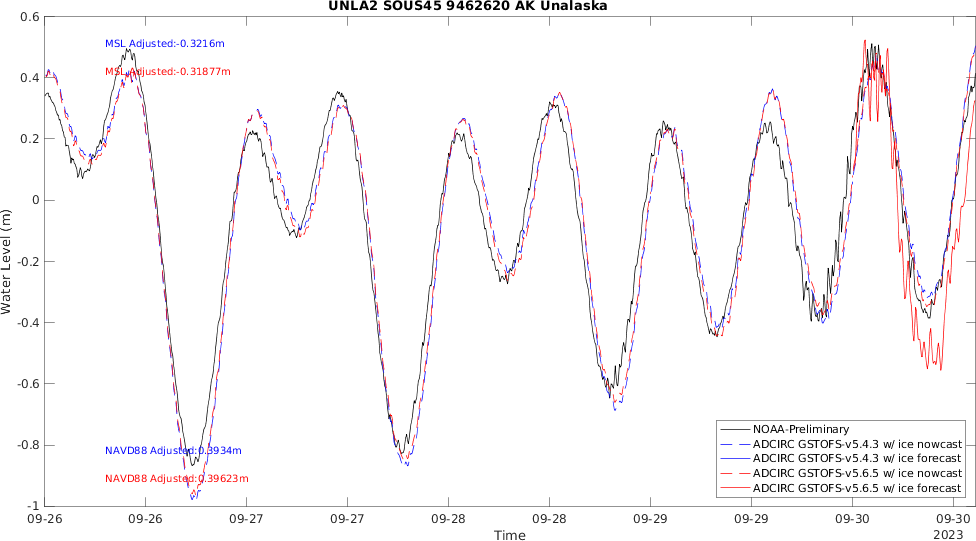 UNLA2 SOUS45 9462620 AK Unalaska
0.6
0.4
0.2
0
-0.2
-0.4
-0.6
-0.8
-1
Water Level (m)
MSL Adjusted:-0.3216m
MSL Adjusted:-0.31877m
NAVD88 Adjusted:0.3934m
NAVD88 Adjusted:0.39623m
NOAA-Preliminary
ADCIRC GSTOFS-v5.4.3 w/ ice nowcast
ADCIRC GSTOFS-v5.4.3 w/ ice forecast
ADCIRC GSTOFS-v5.6.5 w/ ice nowcast
ADCIRC GSTOFS-v5.6.5 w/ ice forecast
09-26 09-26 09-27 09-27 09-28 09-28 09-29 09-29 09-30 09-30
Time
2023